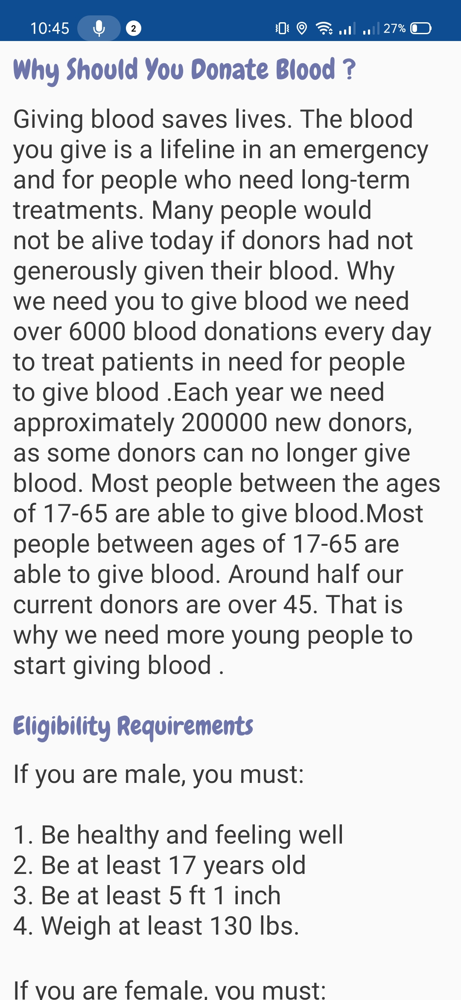 10:45
2
27%
Why Should You Donate Blood ?
Giving blood saves lives. The blood
you give is a lifeline in an emergency
and for people who need long-term
treatments. Many people would
not be alive today if donors had not
generously given their blood. Why
we need you to give blood we need
over 6000 blood donations every day
to treat patients in need for people
to give blood .Each year we need
approximately 200000 new donors,
as some donors can no longer give
blood. Most people between the ages
of 17-65 are able to give blood.Most
people between ages of 17-65 are
able to give blood. Around half our
current donors are over 45. That is
why we need more young people to
start giving blood .
Eligibility Requirements
If you are male, you must:
1. Be healthy and feeling well
2. Be at least 17 years old
3. Be at least 5 ft 1 inch
4. Weigh at least 130 lbs.
If you are female, you must: